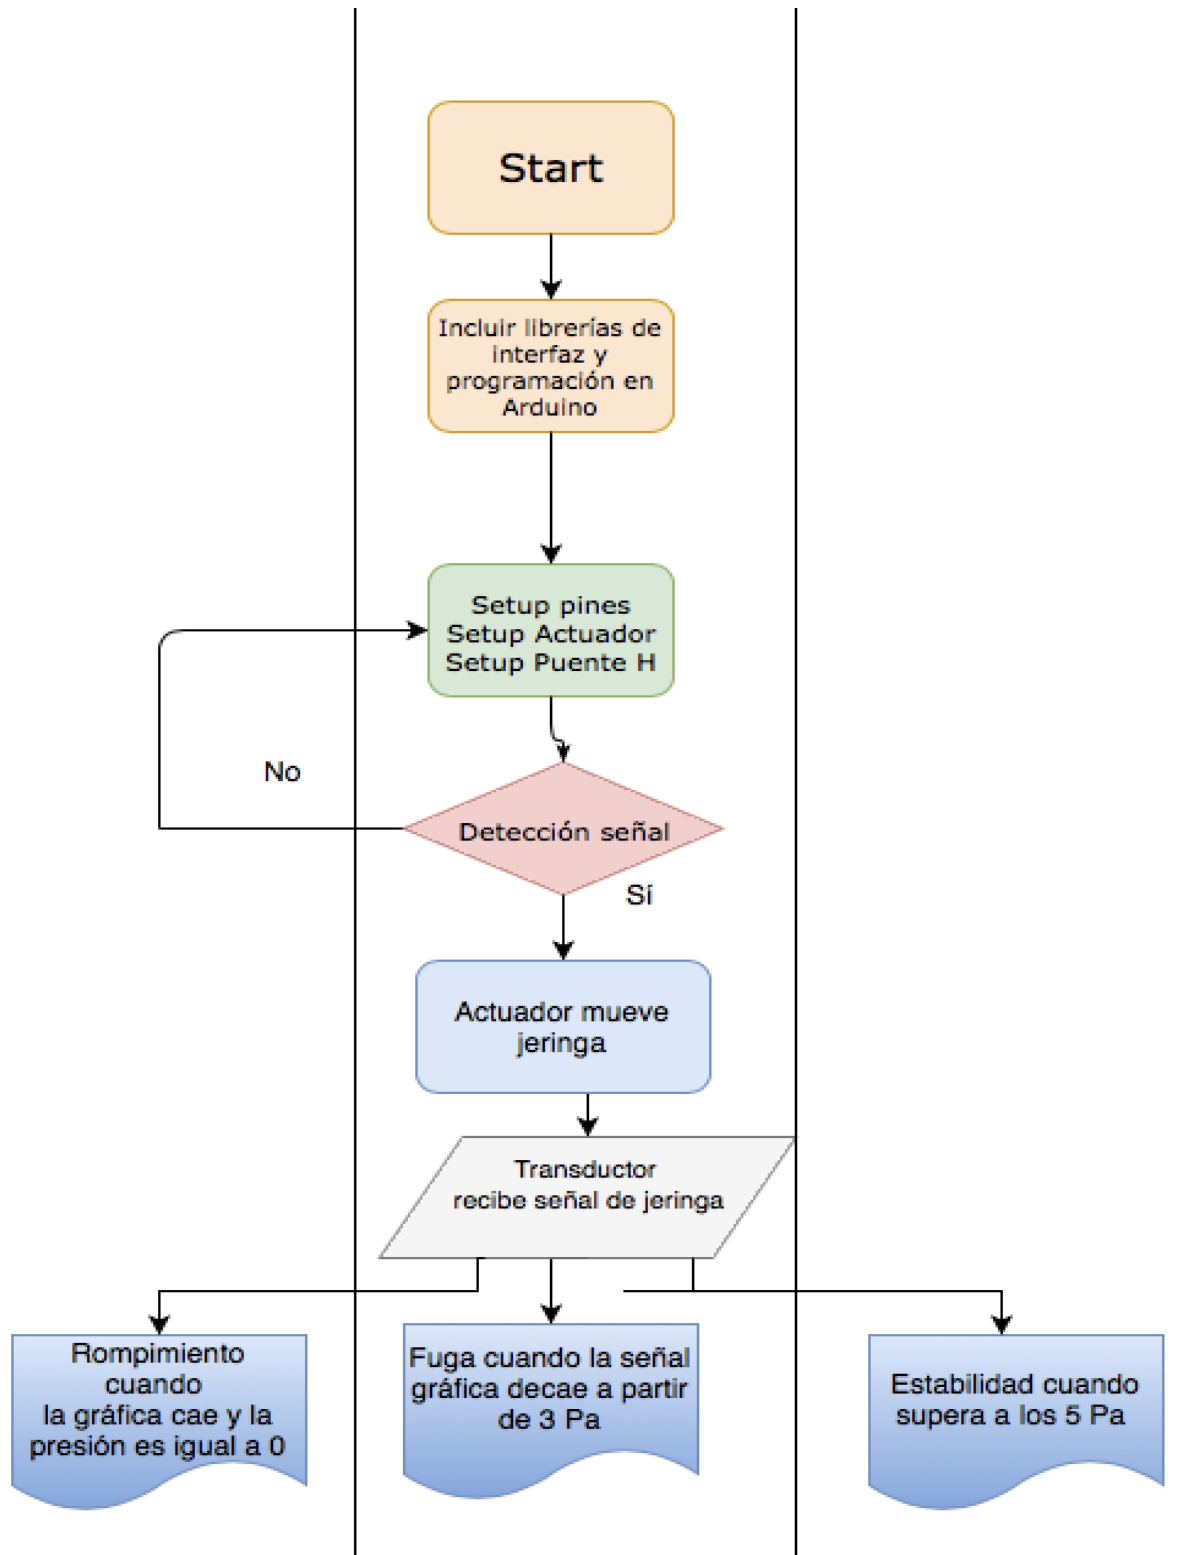 Start
Incluir librerías de
interfaz y
programación en
Arduino
Setup pines
Setup Actuador
Setup Puente H
No
Detección señal
Sí
Actuador mueve
jeringa
Transductor
recibe señal de jeringa
Rompimiento
cuando
la gráfica cae y la
presión es igual a 0
Fuga cuando la señal
gráfica decae a partir
de 3 Pa
Estabilidad cuando
supera a los 5 Pa